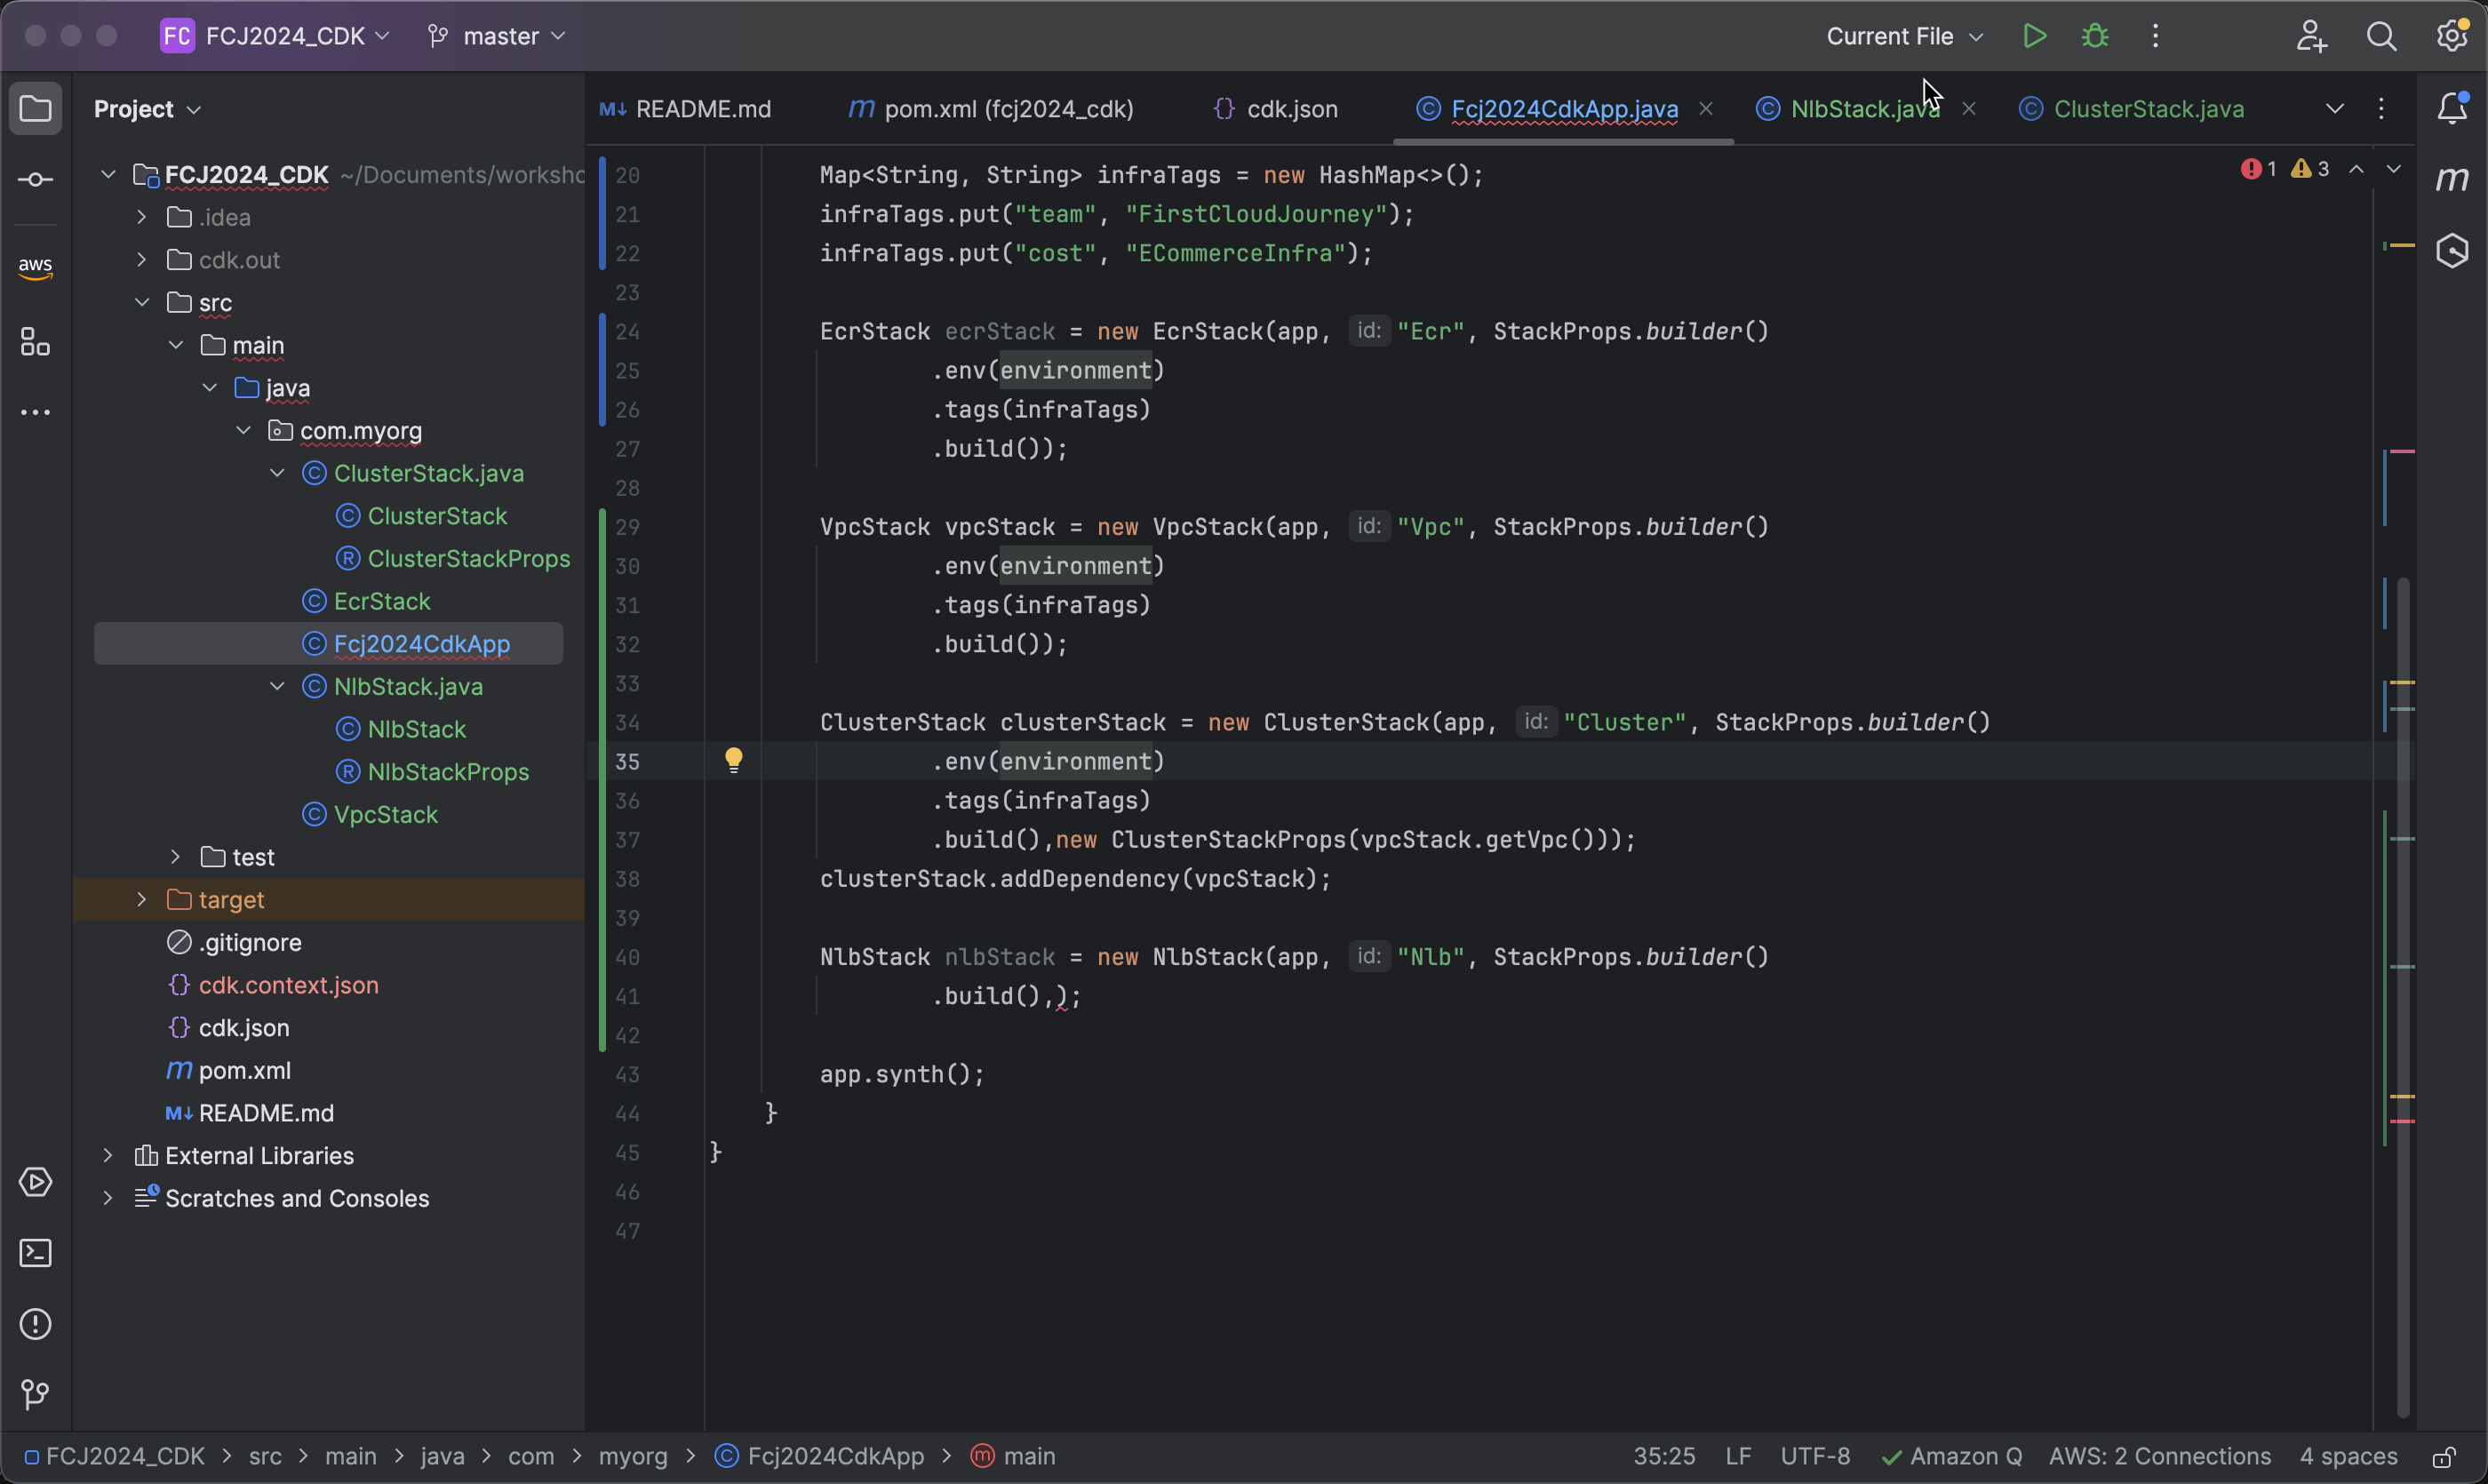 FC FCJ2024_CDK master Current File
Project
README.md pom.xml (fcj2024_cdk) cdk.json Fcj2024CdkApp.java NlbStack.java ClusterStack.java
FCJ2024_CDK ~/Documents/worksho
.idea
cdk.out
src
main
java
com.myorg
ClusterStack.java
ClusterStack
ClusterStackProps
EcrStack
Fcj2024CdkApp
NlbStack.java
NlbStack
NlbStackProps
VpcStack
test
target
.gitignore
cdk.context.json
cdk.json
pom.xml
README.md
External Libraries
Scratches and Consoles
aws
1 3
20 Map<String, String> infraTags = new HashMap<>();
21 infraTags.put("team", "FirstCloudJourney");
22 infraTags.put("cost", "ECommerceInfra");
23
24 EcrStack ecrStack = new EcrStack(app, id: "Ecr", StackProps.builder()
25 .env(environment)
26 .tags(infraTags)
27 .build());
28
29 VpcStack vpcStack = new VpcStack(app, id: "Vpc", StackProps.builder()
30 .env(environment)
31 .tags(infraTags)
32 .build());
33
34 ClusterStack clusterStack = new ClusterStack(app, id: "Cluster", StackProps.builder()
35 .env(environment)
36 .tags(infraTags)
37 .build(),new ClusterStackProps(vpcStack.getVpc()));
38 clusterStack.addDependency(vpcStack);
39
40 NlbStack nlbStack = new NlbStack(app, id: "Nlb", StackProps.builder()
41 .build(),);
42
43 app.synth();
44 }
45 }
46
47
FCJ2024_CDK > src > main > java > com > myorg > Fcj2024CdkApp > main 35:25 LF UTF-8 Amazon Q AWS: 2 Connections 4 spaces